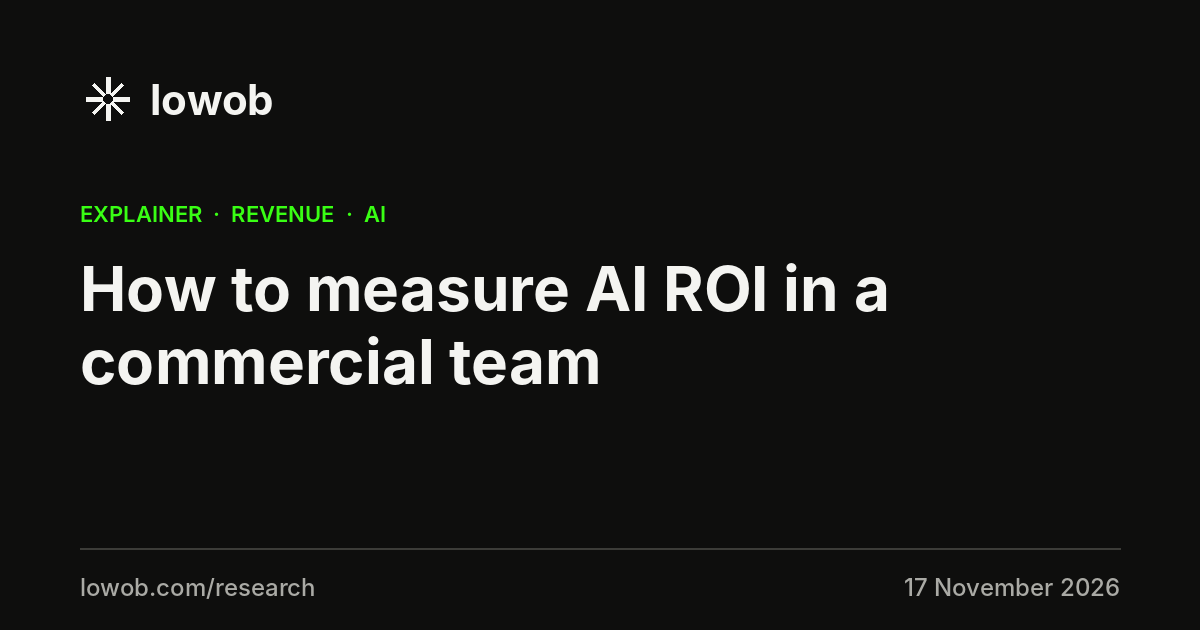 lowob
EXPLAINER · REVENUE · AI
How to measure AI ROI in a
commercial team
lowob.com/research
17 November 2026